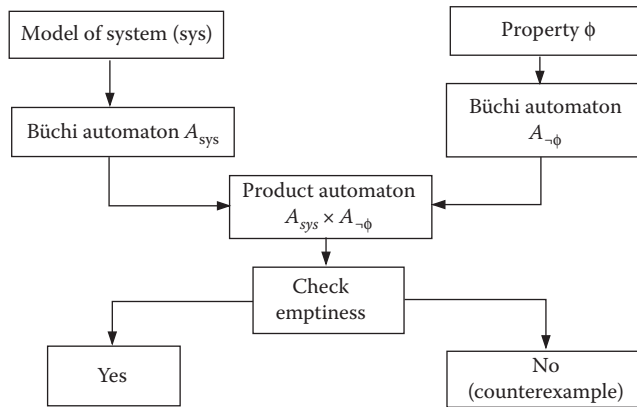 Model of system (sys)
Property ϕ
Büchi automaton A_sys
Büchi automaton
A_¬ϕ
Product automaton
A_sys × A_¬ϕ
Check
emptiness
Yes
No
(counterexample)